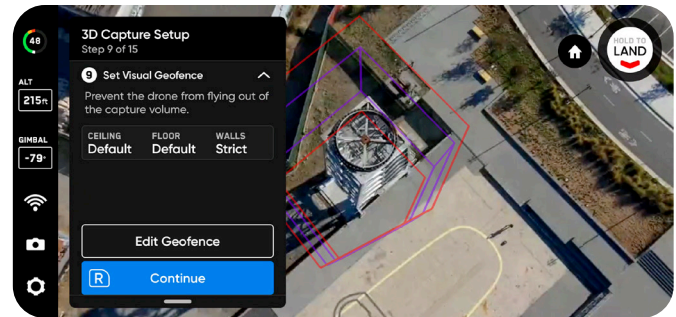 48
3D Capture Setup
Step 9 of 15
9 Set Visual Geofence
Prevent the drone from flying out of
the capture volume.
CEILING FLOOR WALLS
Default Default Strict
Edit Geofence
R Continue
ALT
215ft
GIMBAL
-79°
HOLD TO
LAND